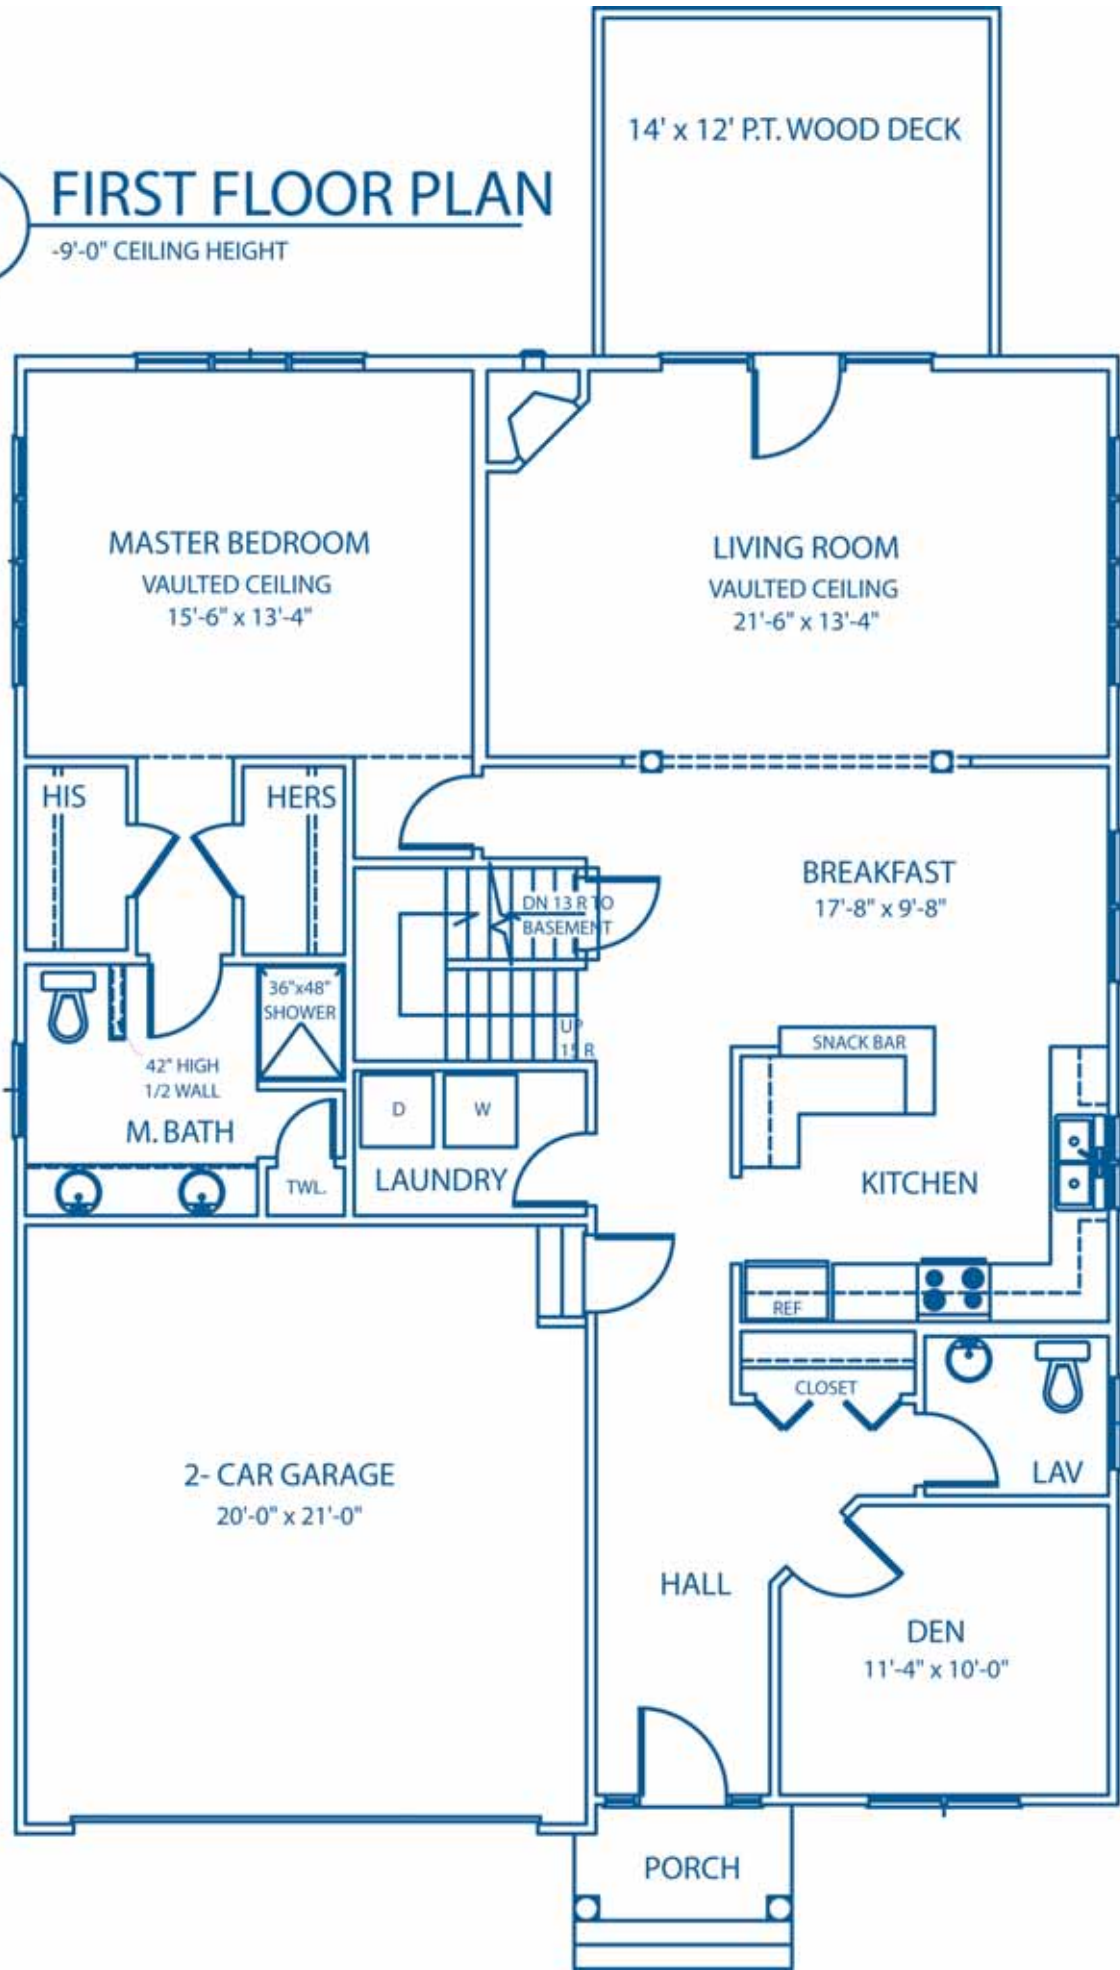 14' x 12' P.T. WOOD DECK
FIRST FLOOR PLAN
-9'-0" CEILING HEIGHT
MASTER BEDROOM
VAULTED CEILING
15'-6" x 13'-4"
LIVING ROOM
VAULTED CEILING
21'-6" x 13'-4"
HIS
HERS
BREAKFAST
17'-8" x 9'-8"
DN 13 R TO
BASEMENT
36"x48"
SHOWER
UP
15 R
SNACK BAR
42" HIGH
1/2 WALL
M. BATH
D
W
LAUNDRY
TWL.
KITCHEN
REF
CLOSET
LAV
2- CAR GARAGE
20'-0" x 21'-0"
HALL
DEN
11'-4" x 10'-0"
PORCH